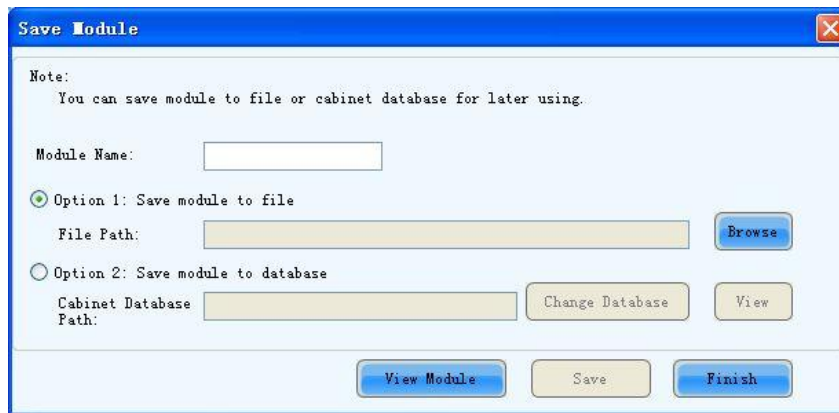 Save Module
Note:
You can save module to file or cabinet database for later using.
Module Name:
Option 1: Save module to file
File Path:
Browse
Option 2: Save module to database
Cabinet Database
Path:
Change Database
View
View Module
Save
Finish